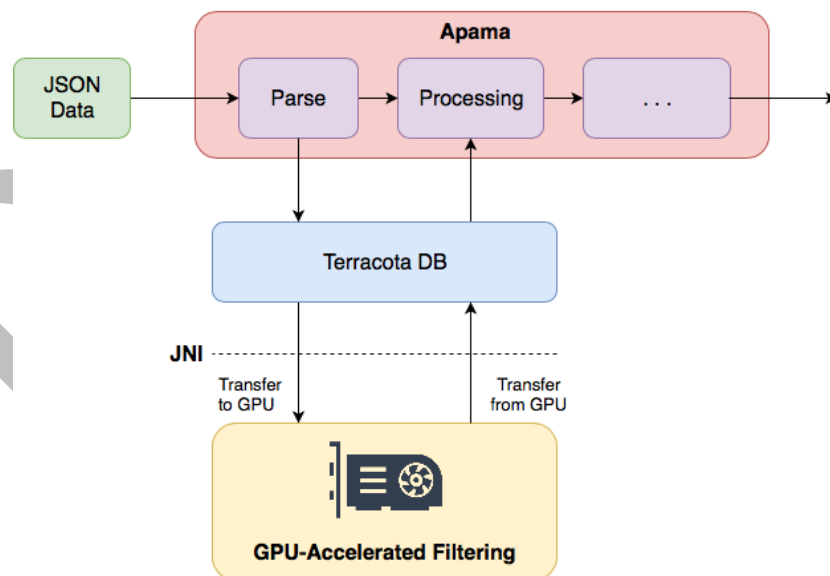 Apama
JSON
Data
Parse
Processing
. . .
Terracota DB
JNI
Transfer
to GPU
Transfer
from GPU
GPU-Accelerated Filtering